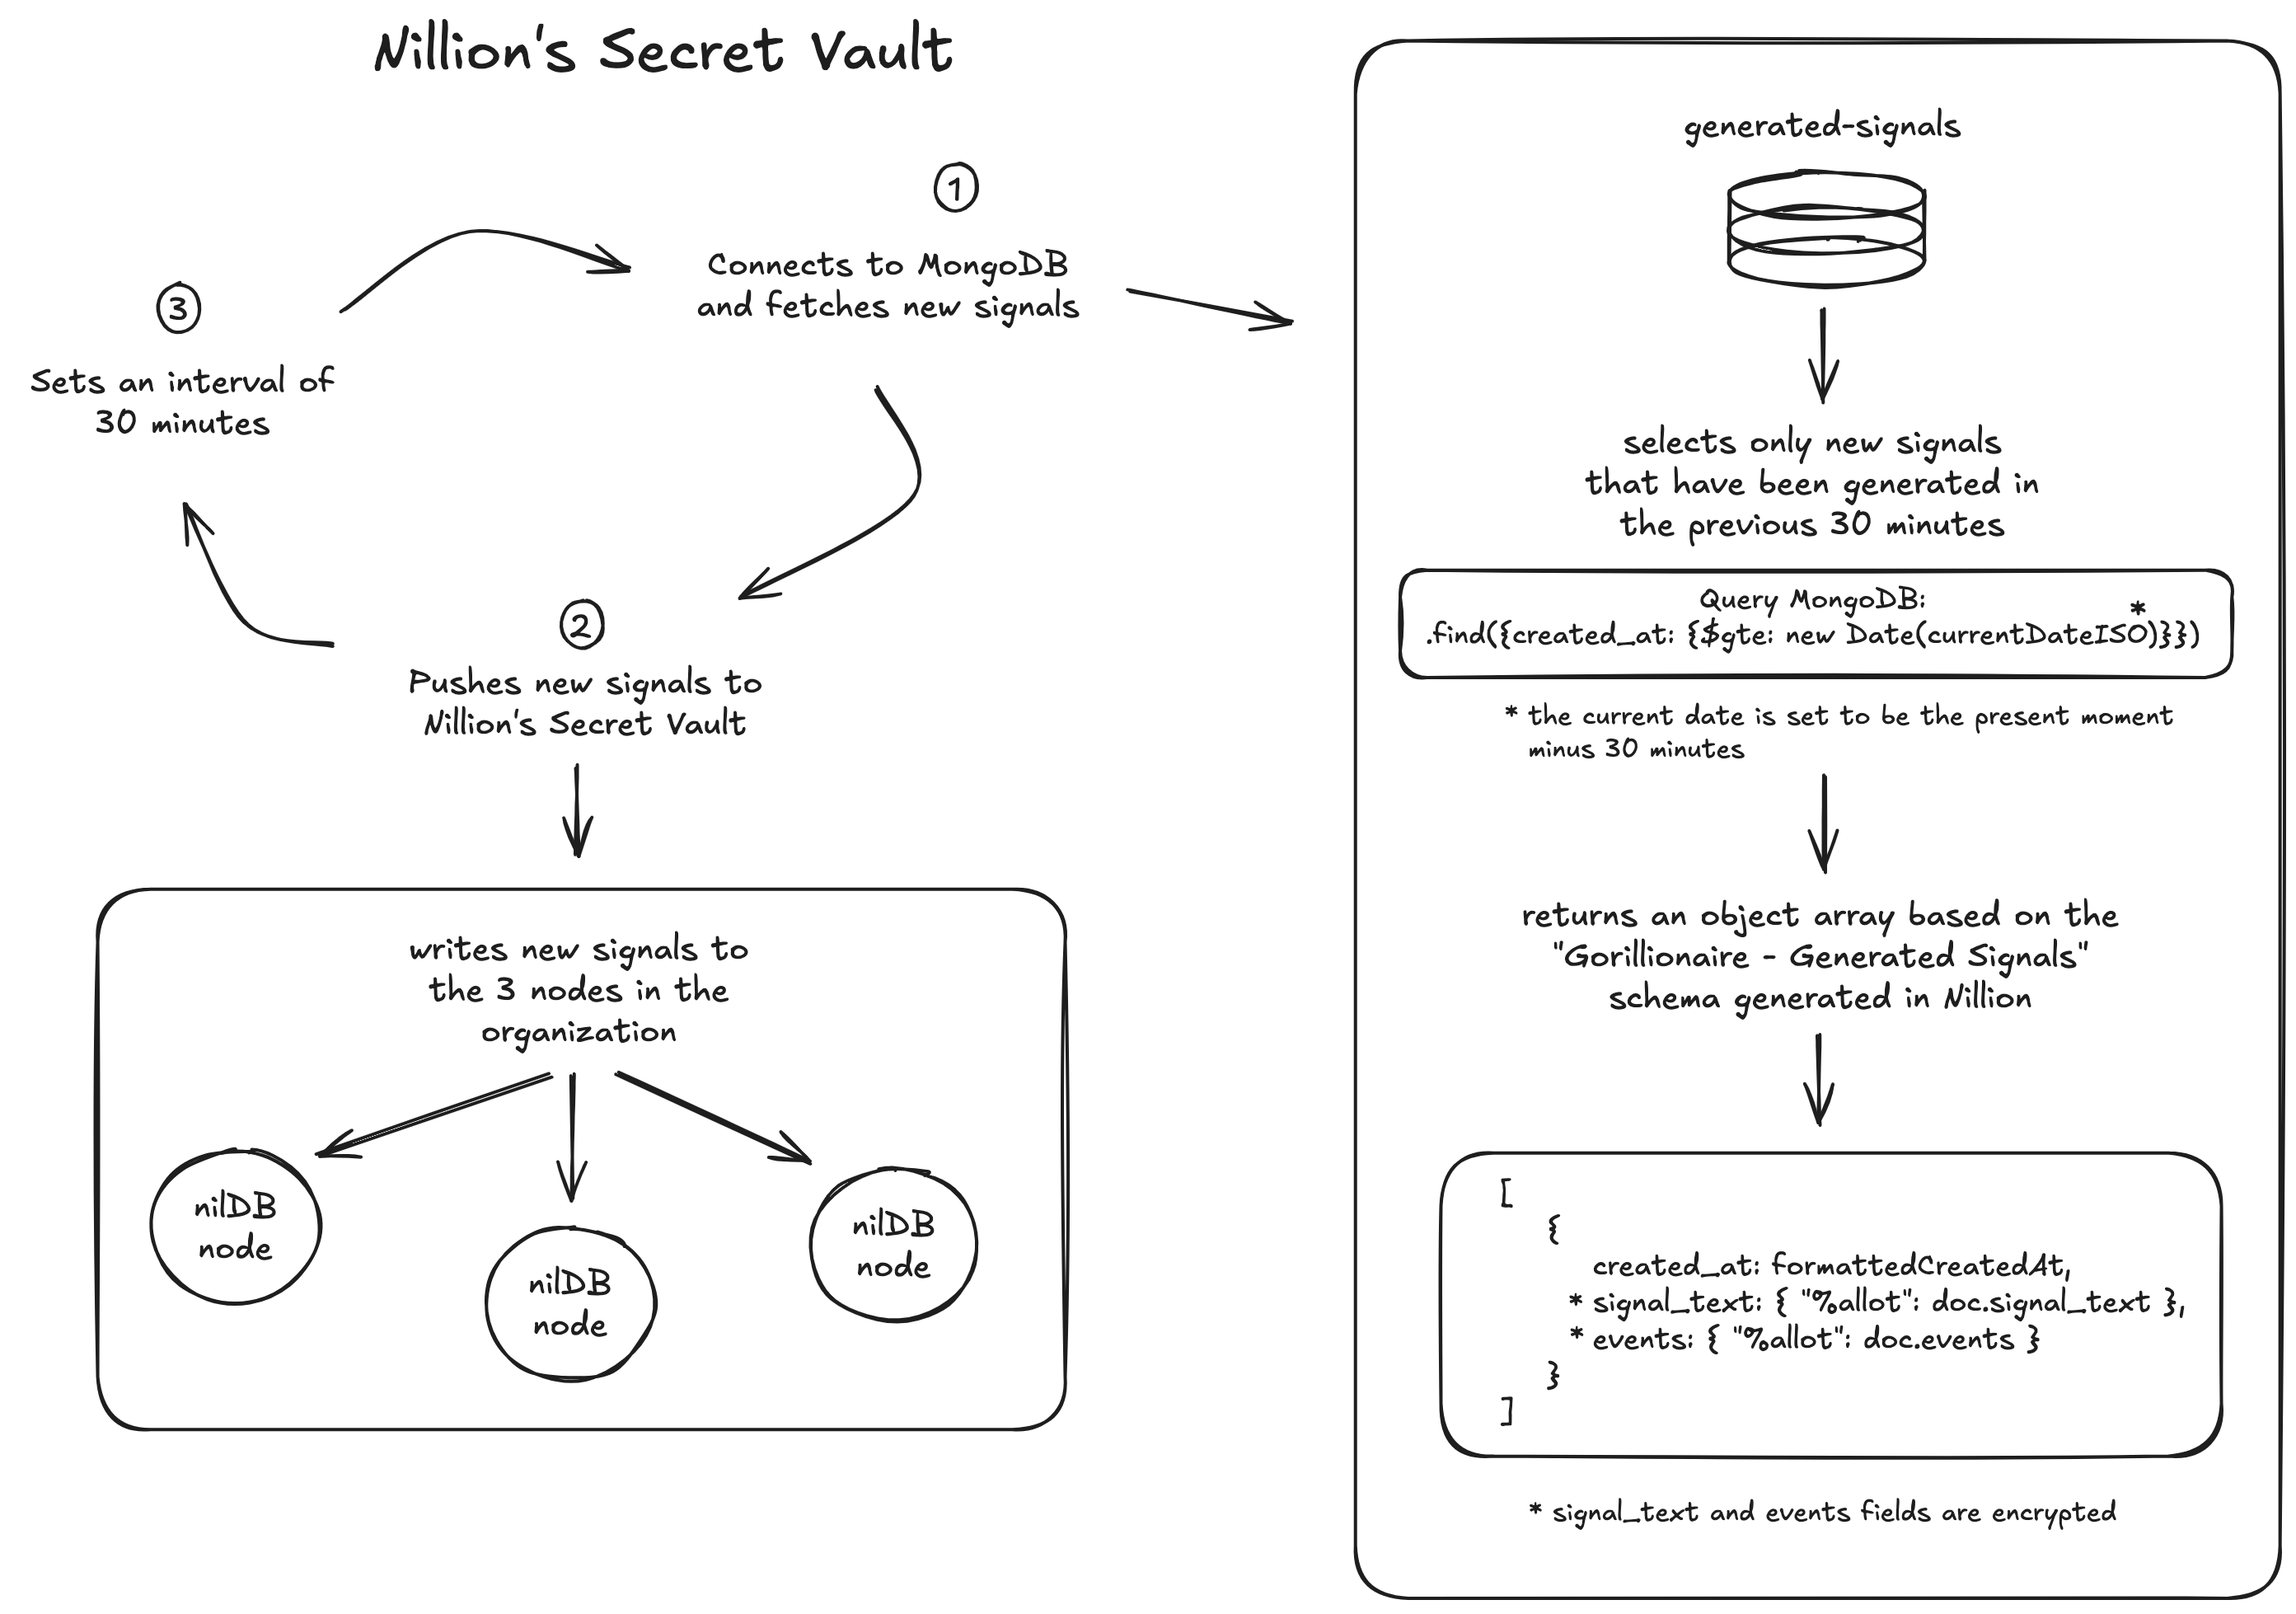 Nillion's Secret Vault
1
Connects to MongoDB
and fetches new signals
2
Pushes new signals to
Nillion's Secret Vault
3
Sets an interval of
30 minutes
writes new signals to
the 3 nodes in the
organization
nilDB
node
nilDB
node
nilDB
node
generated-signals
selects only new signals
that have been generated in
the previous 30 minutes
Query MongoDB:
*
.find({created_at: {$gte: new Date(currentDateISO)}})
* the current date is set to be the present moment
minus 30 minutes
returns an object array based on the
"Gorillionaire - Generated Signals"
schema generated in Nillion
[
{
created_at: formattedCreatedAt,
* signal_text: { "%allot": doc.signal_text },
* events: { "%allot": doc.events }
}
]
* signal_text and events fields are encrypted